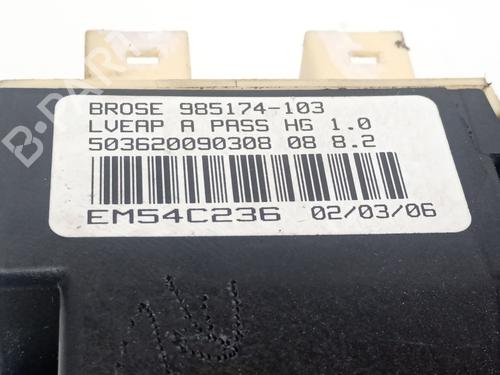 BROSE 985174-103
LVEAP A PASS HG 1.0
503620090308 08 8.2
EM54C236 02/03/06